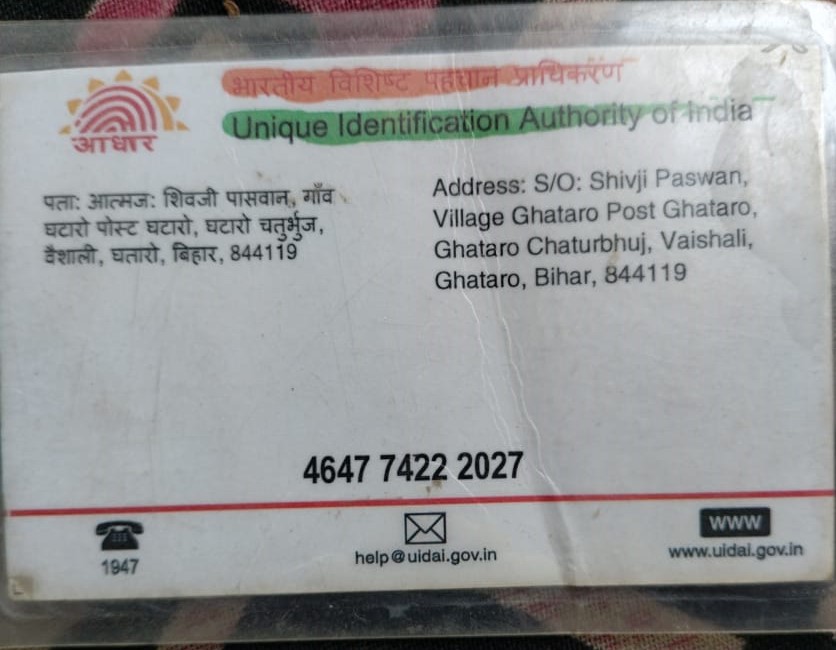 भारतीय विशिष्ट पहचान प्राधिकरण
Unique Identification Authority of India
आधार
पता: आत्मज: शिवजी पासवान, गाँव
घटारो पोस्ट घटारो, घटारो चतुर्भुज,
वैशाली, घतारो, बिहार, 844119
Address: S/O: Shivji Paswan,
Village Ghataro Post Ghataro,
Ghataro Chaturbhuj, Vaishali,
Ghataro, Bihar, 844119
4647 7422 2027
1947
help@uidai.gov.in
www
www.uidai.gov.in